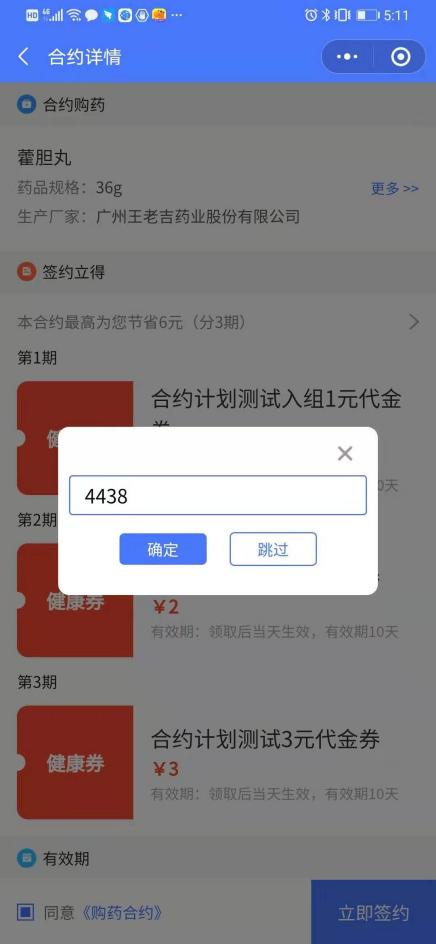 HD 4G 5:11
合约详情
合约购药
藿胆丸
药品规格：36g
更多 >>
生产厂家：广州王老吉药业股份有限公司
签约立得
本合约最高为您节省6元（分3期）
第1期
合约计划测试入组1元代金
4438
0天
第2期
确定
跳过
健康券
¥2
有效期：领取后当天生效，有效期10天
第3期
健康券
合约计划测试3元代金券
¥3
有效期：领取后当天生效，有效期10天
有效期
同意《购药合约》
立即签约